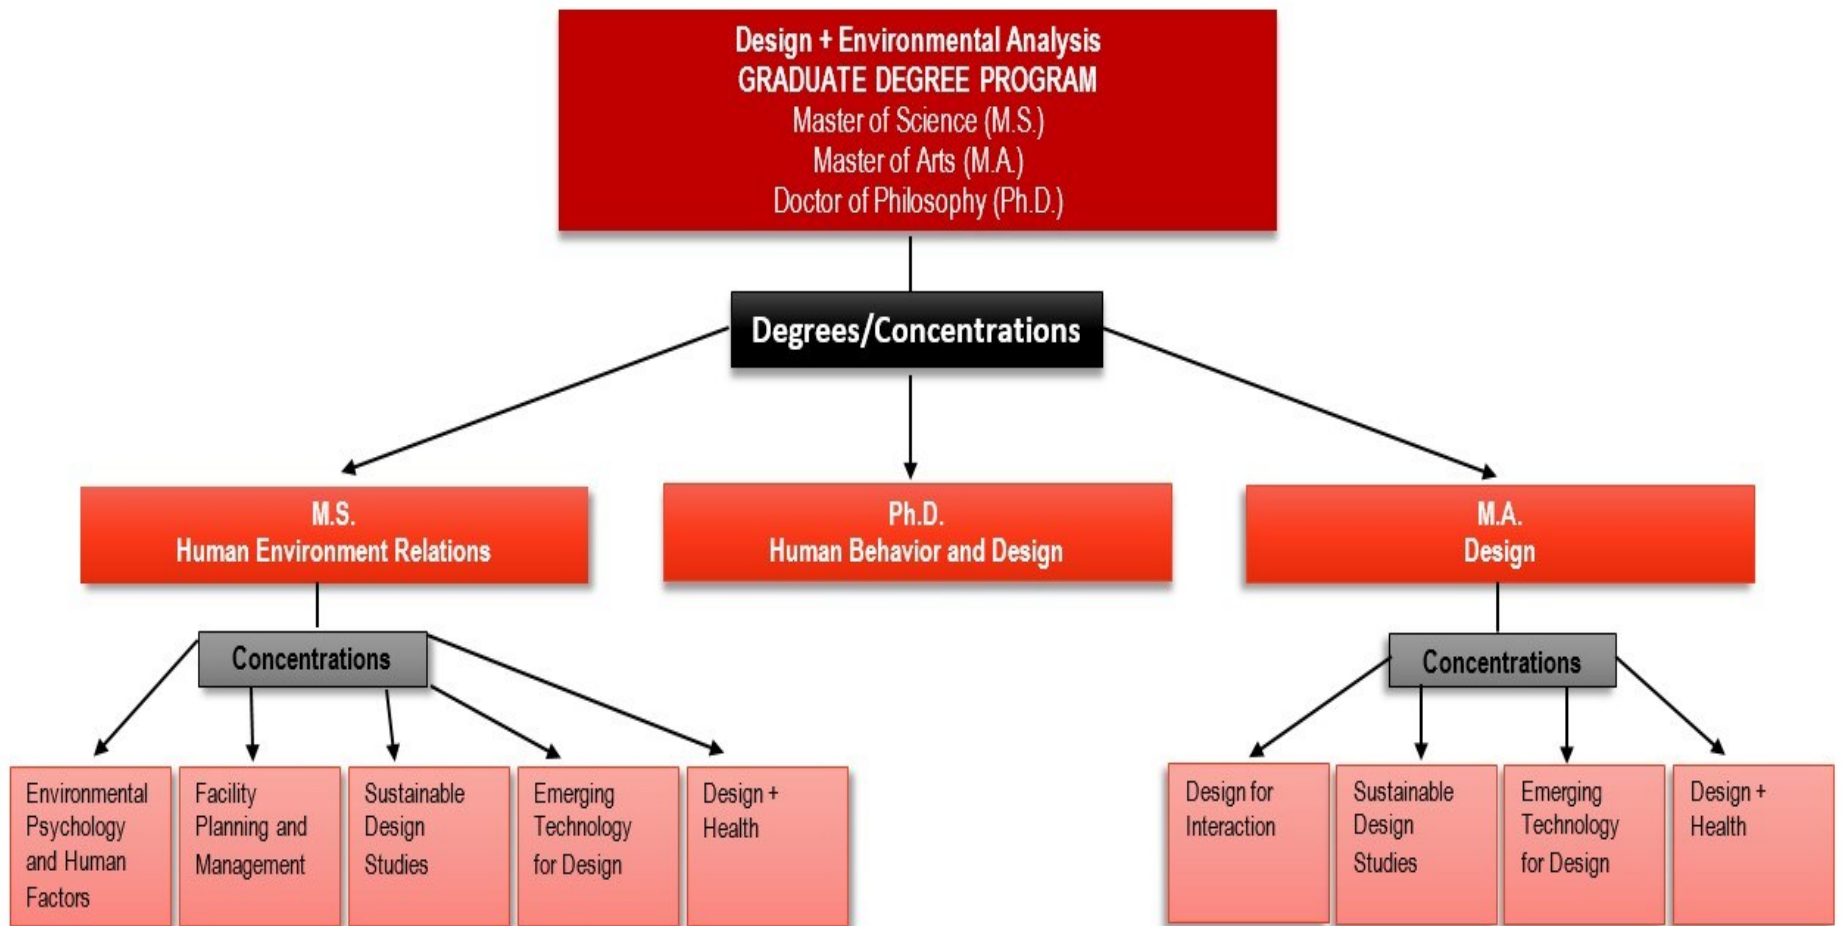 Design + Environmental Analysis
GRADUATE DEGREE PROGRAM
Master of Science (M.S.)
Master of Arts (M.A.)
Doctor of Philosophy (Ph.D.)
Degrees/Concentrations
M.S.
Human Environment Relations
Ph.D.
Human Behavior and Design
M.A.
Design
Concentrations
Concentrations
Environmental
Psychology
and Human
Factors
Facility
Planning and
Management
Sustainable
Design
Studies
Emerging
Technology
for Design
Design +
Health
Design for
Interaction
Sustainable
Design
Studies
Emerging
Technology
for Design
Design +
Health